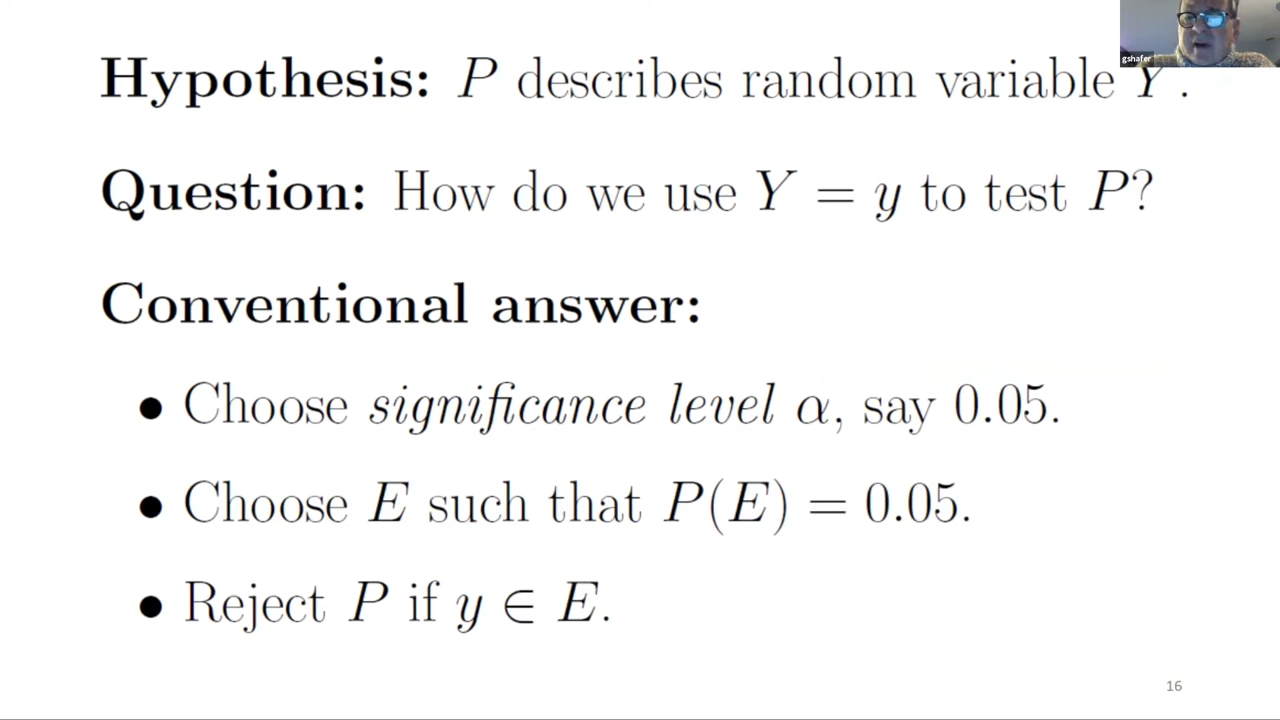 gshafer
Hypothesis: P describes random variable Y.
Question: How do we use Y = y to test P?
Conventional answer:
• Choose significance level α, say 0.05.
• Choose E such that P(E) = 0.05.
• Reject P if y ∈ E.
16